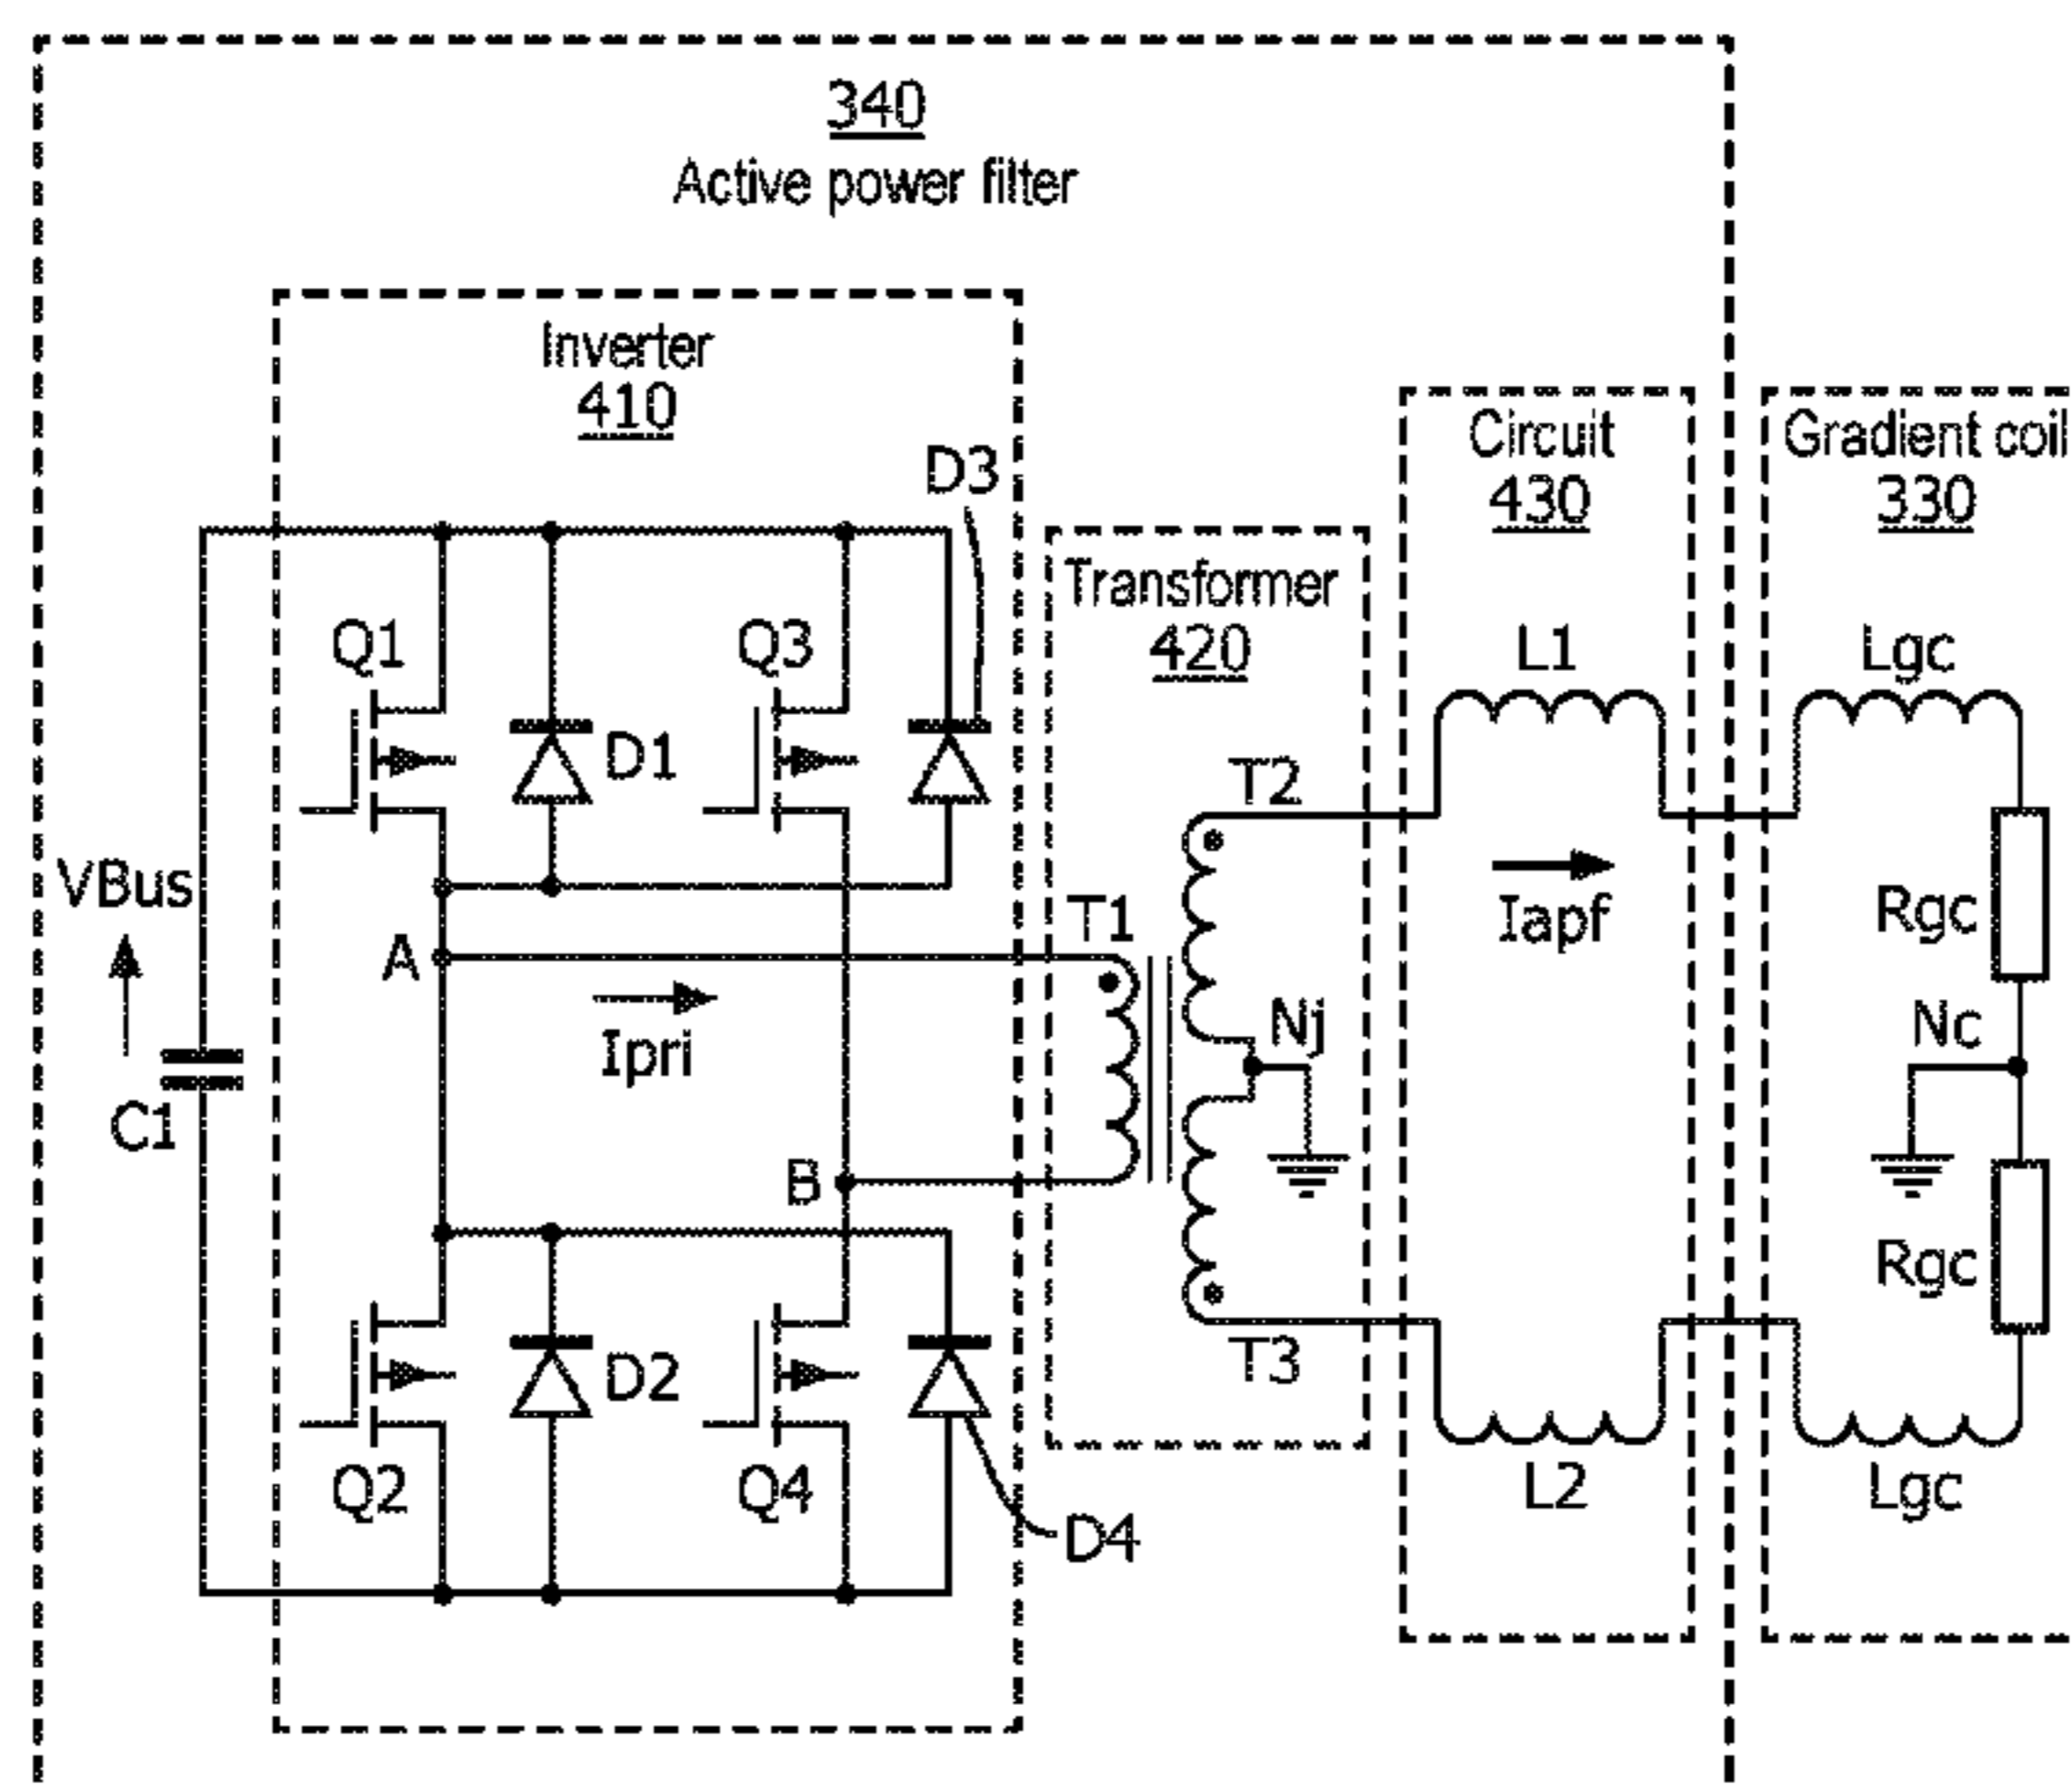 340
Active power filter
Inverter
410
D3
Circuit
430
Gradient coil
330
Transformer
420
Q1
Q3
L1
Lgc
D1
T2
VBus
T1
Iapf
Rgc
A
Ipri
Nj
Nc
C1
B
Rgc
D2
T3
Q2
Q4
L2
Lgc
D4